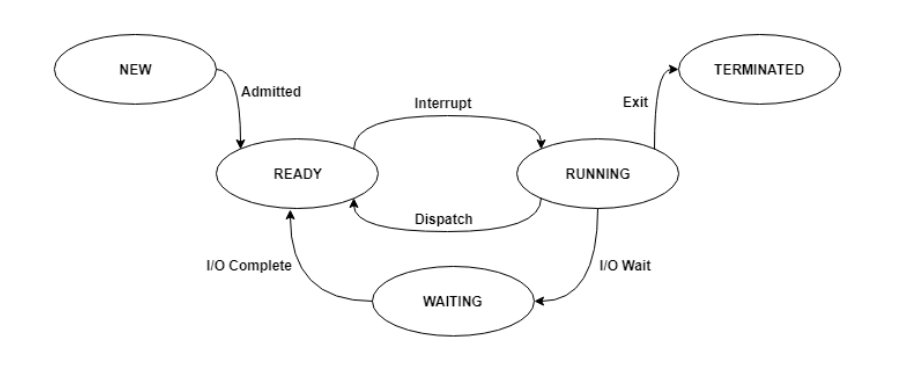 NEW
TERMINATED
Admitted
Interrupt
Exit
READY
RUNNING
Dispatch
I/O Complete
I/O Wait
WAITING